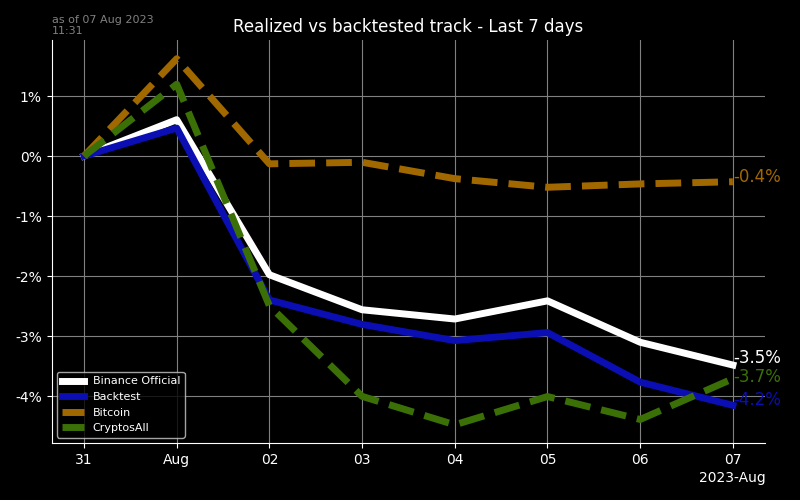 as of 07 Aug 2023
11:31
Realized vs backtested track - Last 7 days
1%
0%
-1%
-2%
-3%
-4%
-0.4%
-3.5%
-3.7%
-4.2%
Binance Official
Backtest
Bitcoin
CryptosAll
31 Aug 02 03 04 05 06 07
2023-Aug